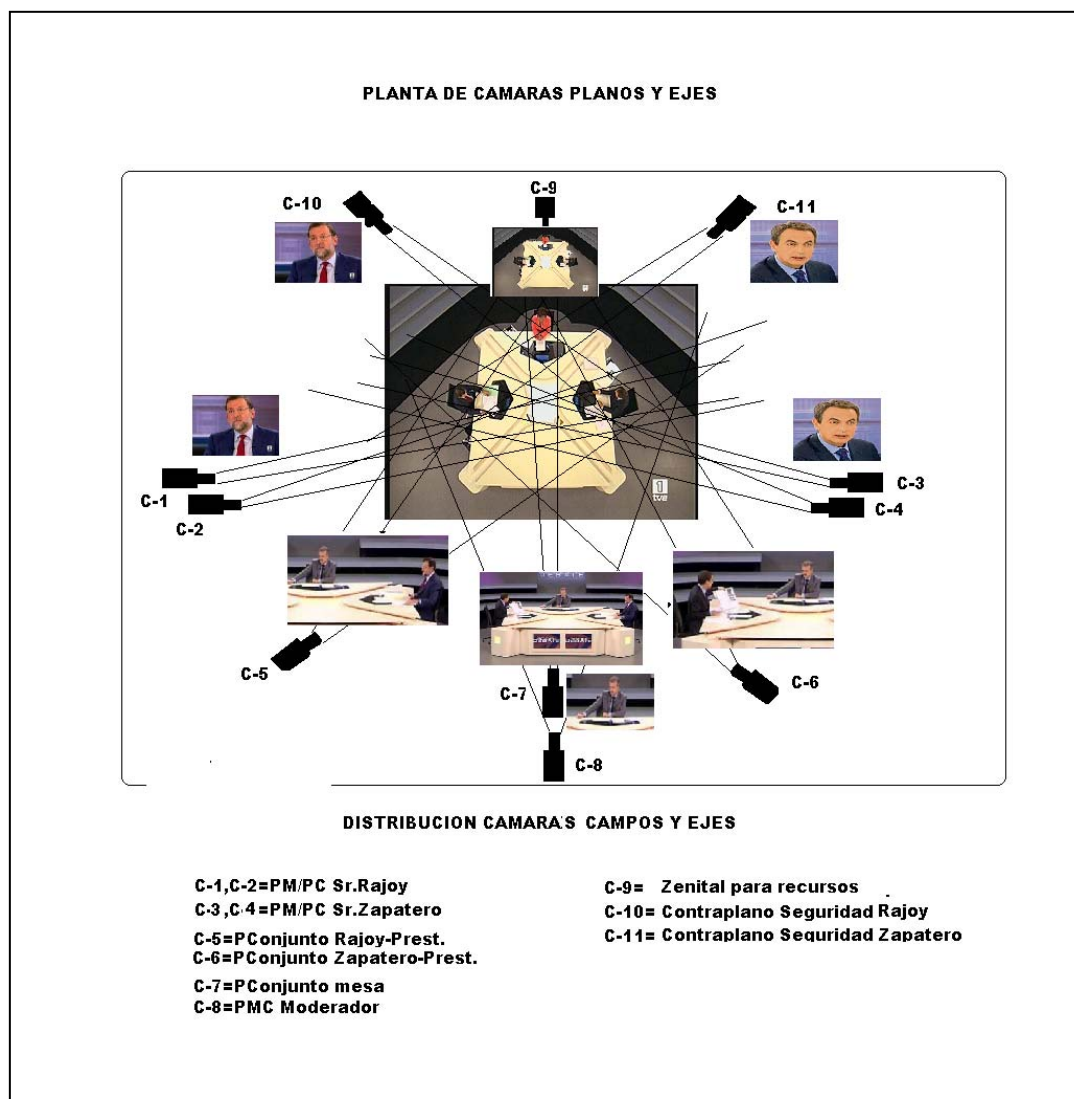 PLANTA DE CAMARAS PLANOS Y EJES
C-9
C-10
C-11
1
tve
C-1
C-2
C-3
C-4
C-5
C-6
C-7
C-8
DISTRIBUCION CAMARAS CAMPOS Y EJES
C-1,C-2=PM/PC Sr.Rajoy
C-3,C-4=PM/PC Sr.Zapatero
C-5=PConjunto Rajoy-Prest.
C-6=PConjunto Zapatero-Prest.
C-7=PConjunto mesa
C-8=PMC Moderador
C-9= Zenital para recursos
C-10= Contraplano Seguridad Rajoy
C-11= Contraplano Seguridad Zapatero